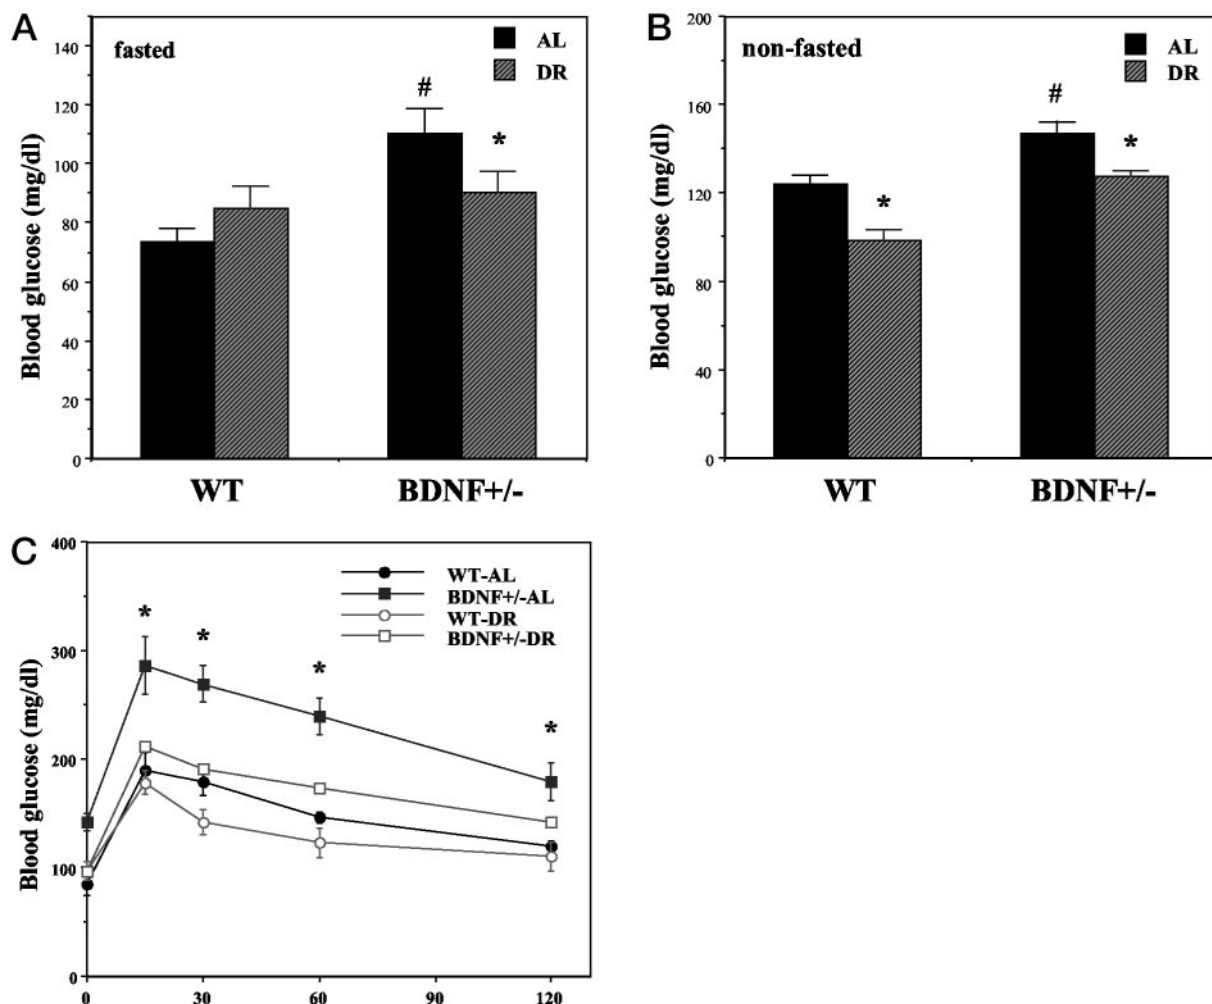 A
fasted
AL
DR
#
*
Blood glucose (mg/dl)
140
120
100
80
60
40
20
0
WT BDNF+/-
B
non-fasted
AL
DR
#
*
*
Blood glucose (mg/dl)
200
160
120
80
40
0
WT BDNF+/-
C
WT-AL
BDNF+/-AL
WT-DR
BDNF+/-DR
* * * *
Blood glucose (mg/dl)
400
300
200
100
0
0 30 60 90 120